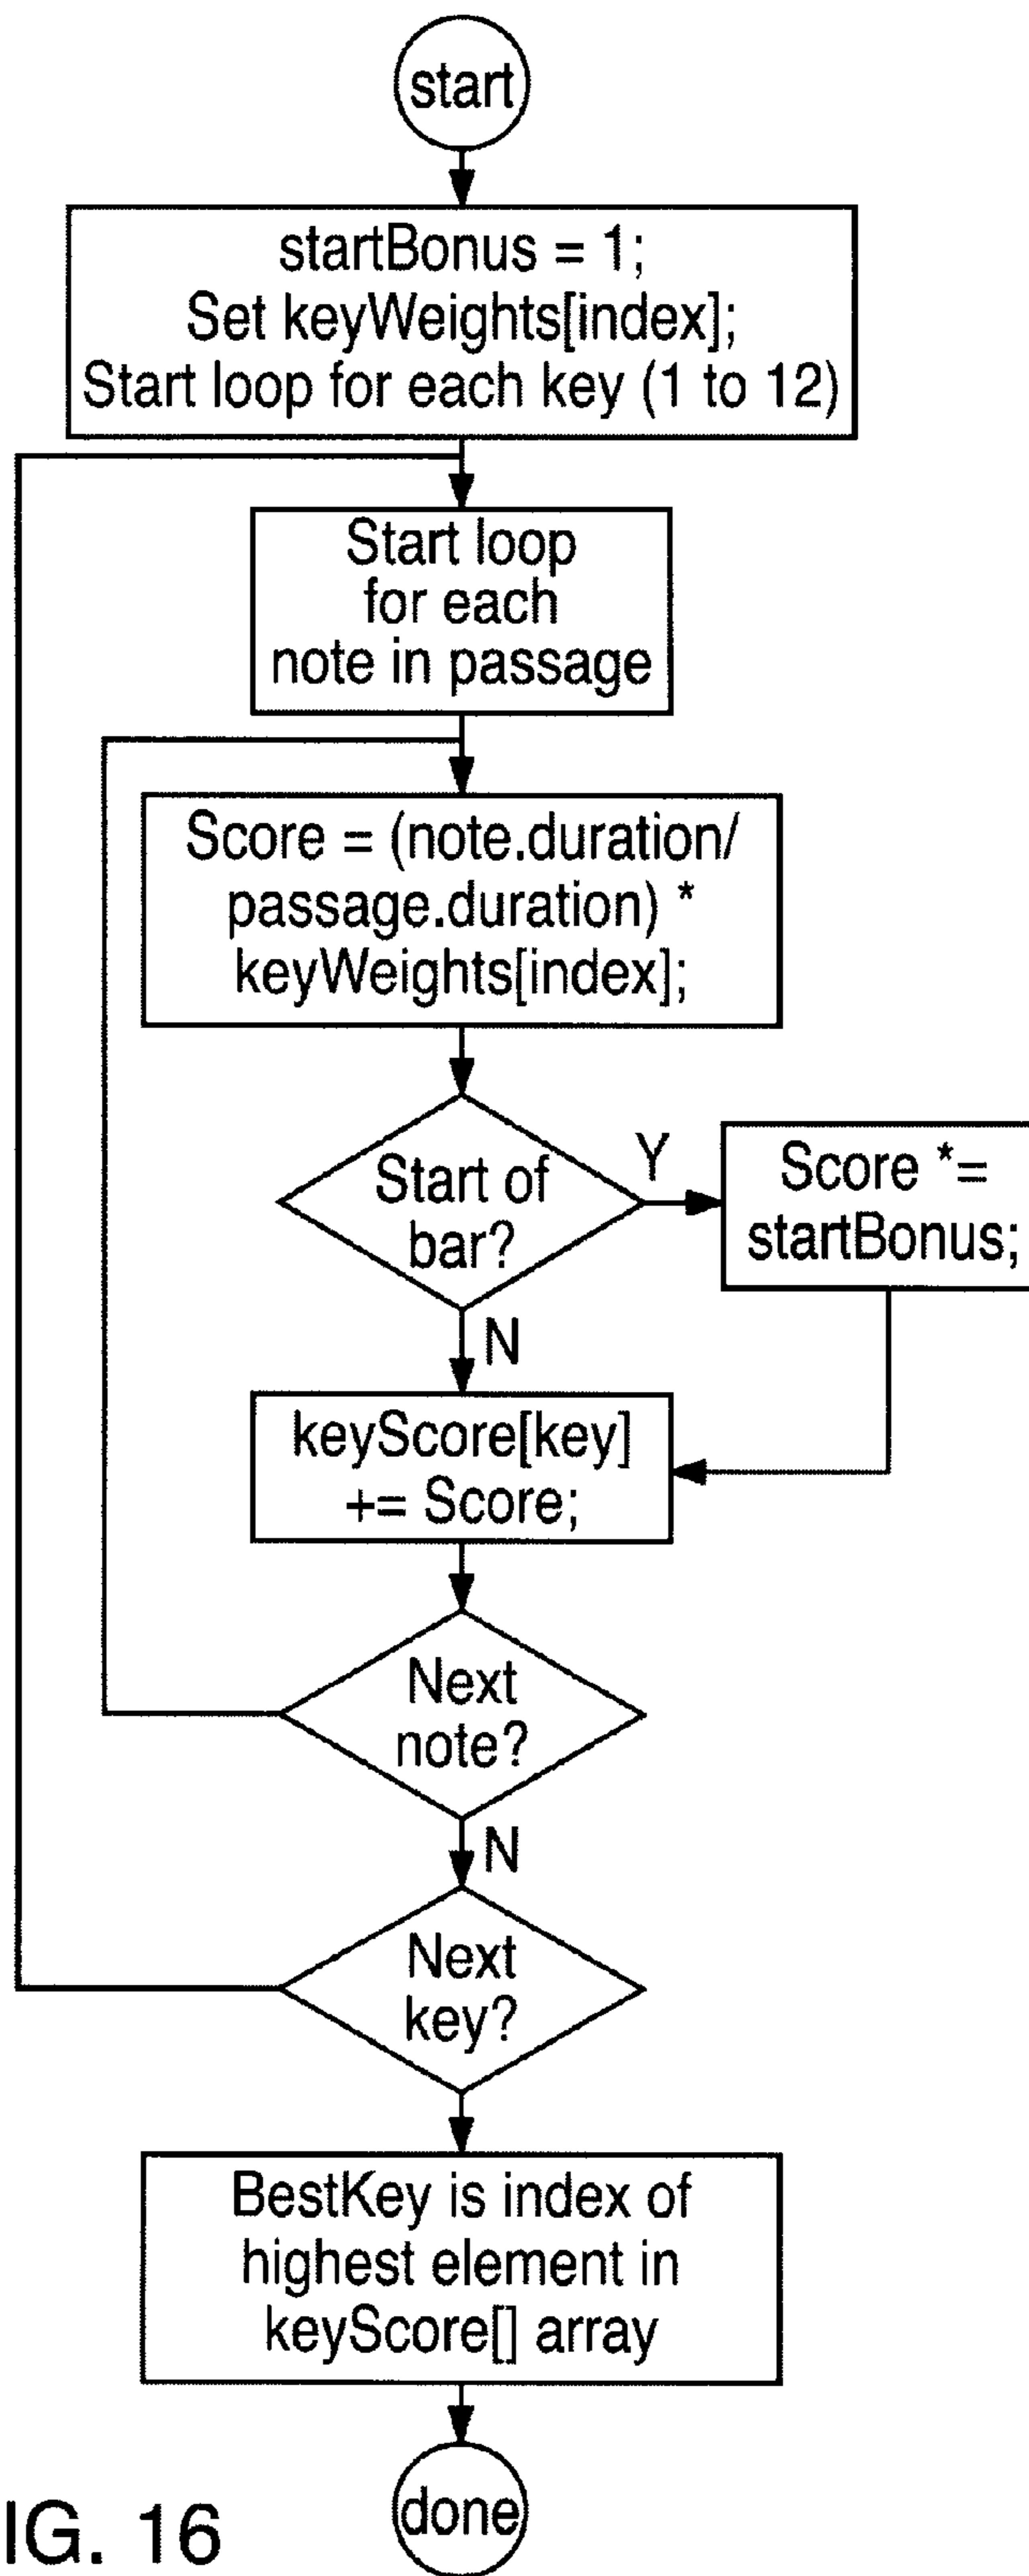 start
startBonus = 1;
Set keyWeights[index];
Start loop for each key (1 to 12)
Start loop
for each
note in passage
Score = (note.duration/
passage.duration) *
keyWeights[index];
Start of
bar?
Y
Score *=
startBonus;
N
keyScore[key]
+= Score;
Next
note?
N
Next
key?
BestKey is index of
highest element in
keyScore[] array
done
IG. 16